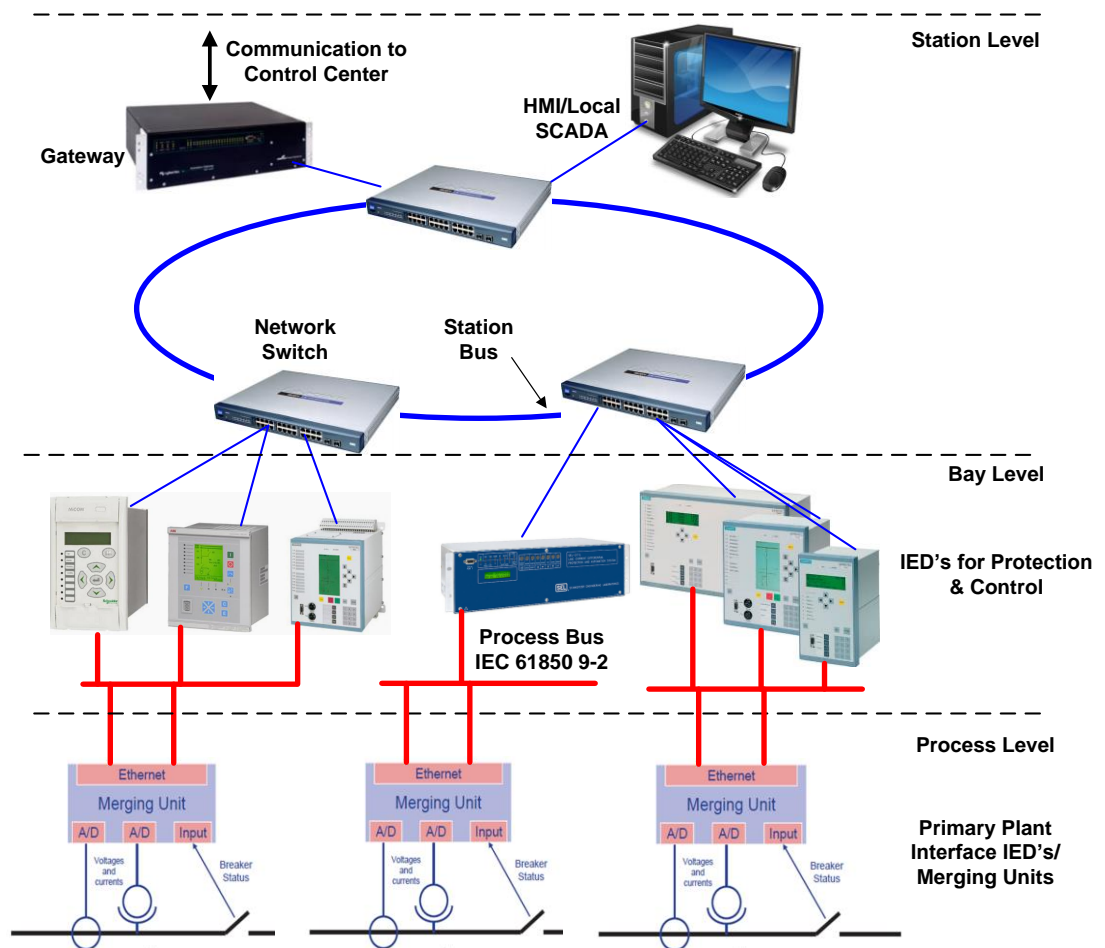 Station Level
Communication to
Control Center
HMI/Local
SCADA
Gateway
Network
Switch
Station
Bus
Bay Level
IED's for Protection
& Control
Process Bus
IEC 61850 9-2
Process Level
Ethernet
Merging Unit
A/D
A/D
Input
Voltages
and
currents
Breaker
Status
Ethernet
Merging Unit
A/D
A/D
Input
Voltages
and
currents
Breaker
Status
Ethernet
Merging Unit
A/D
A/D
Input
Voltages
and
currents
Breaker
Status
Primary Plant
Interface IED's/
Merging Units